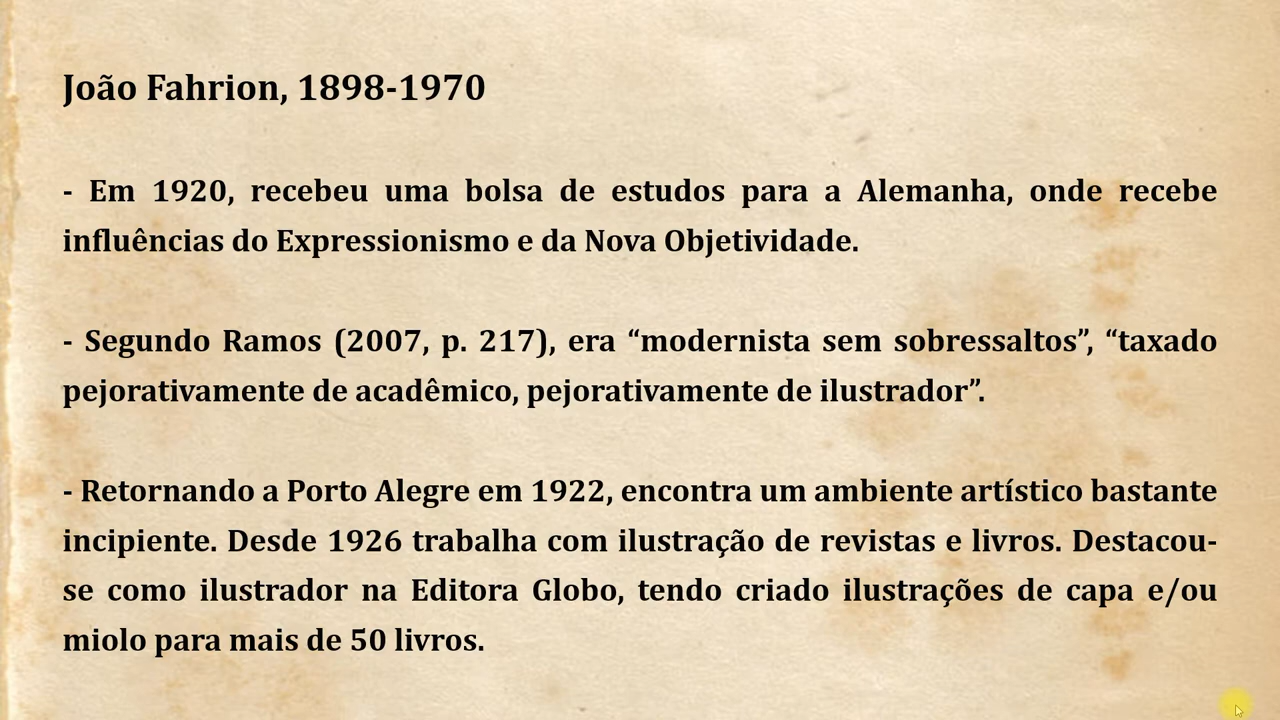 João Fahrion, 1898-1970
- Em 1920, recebeu uma bolsa de estudos para a Alemanha, onde recebe
influências do Expressionismo e da Nova Objetividade.
- Segundo Ramos (2007, p. 217), era “modernista sem sobressaltos”, “taxado
pejorativamente de acadêmico, pejorativamente de ilustrador”.
- Retornando a Porto Alegre em 1922, encontra um ambiente artístico bastante
incipiente. Desde 1926 trabalha com ilustração de revistas e livros. Destacou-
se como ilustrador na Editora Globo, tendo criado ilustrações de capa e/ou
miolo para mais de 50 livros.